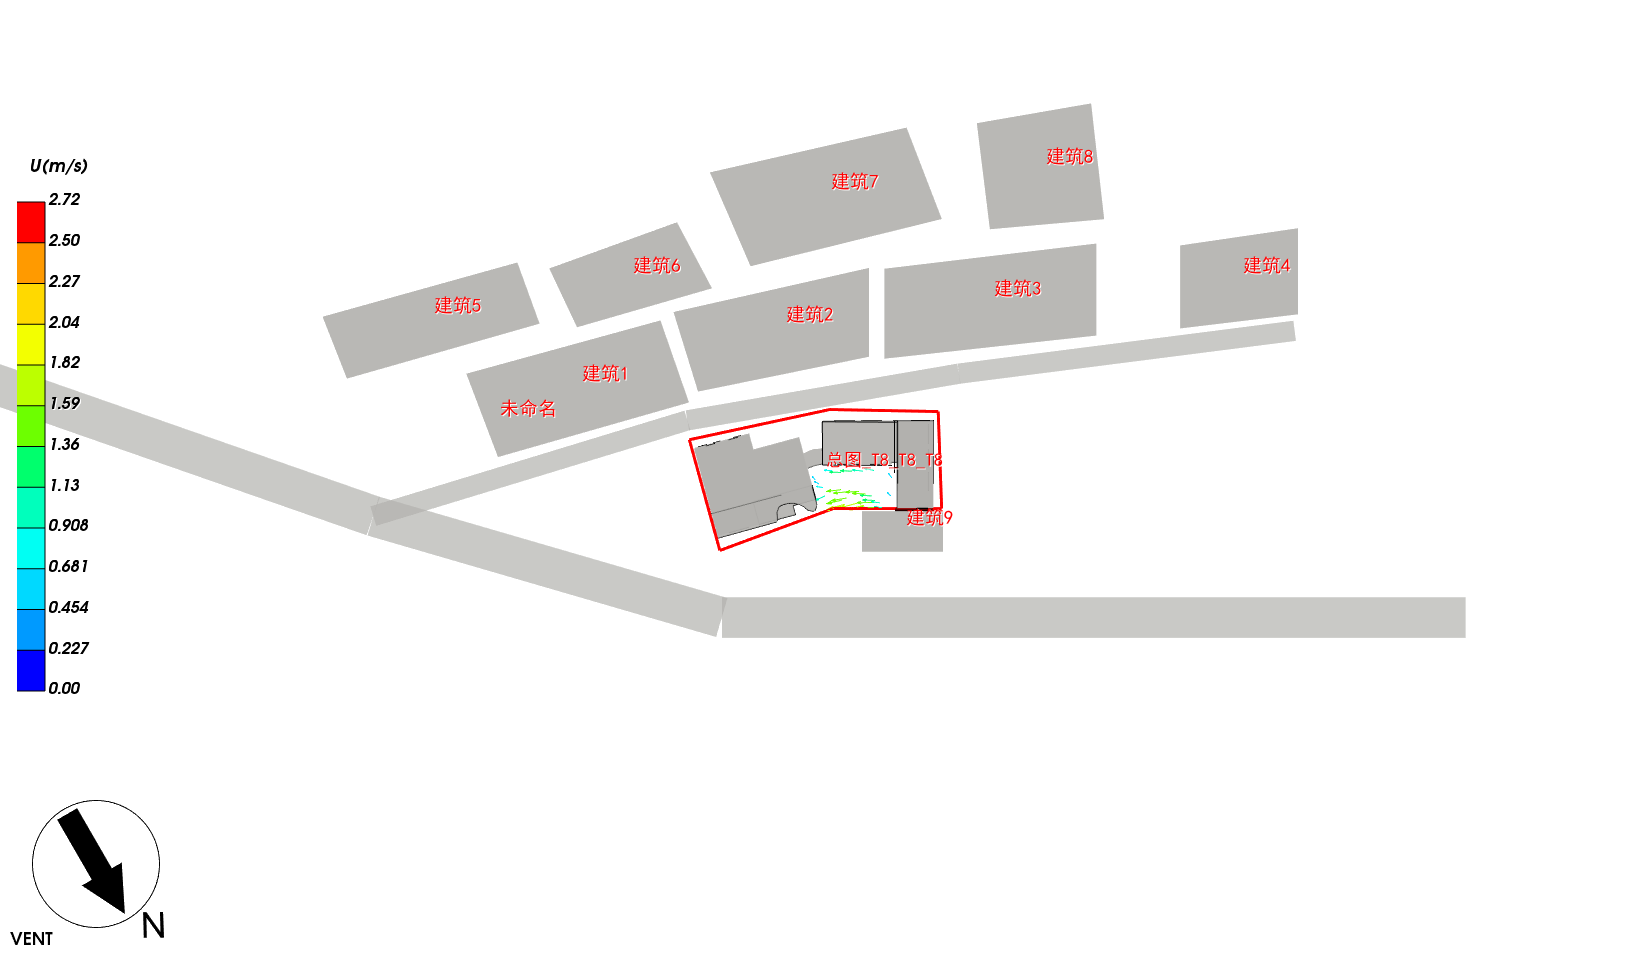 建筑8
建筑7
U(m/s)
2.72
2.50
2.27
2.04
1.82
1.59
1.36
1.13
0.908
0.681
0.454
0.227
0.00
建筑6
建筑4
建筑3
建筑5
建筑2
建筑1
未命名
总图_T8_T8_T8
建筑9
N
VENT